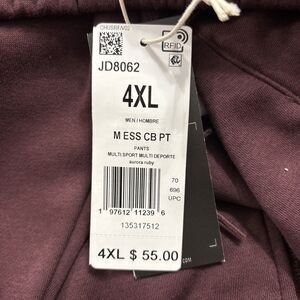 RFID
JD8062
4XL
MEN / HOMBRE
M ESS CB PT
PANTS
MULTI SPORT MULTI DEPORTE
aurora ruby
70
696
UPC
1 97612 11239 6
135317512
4XL $ 55.00